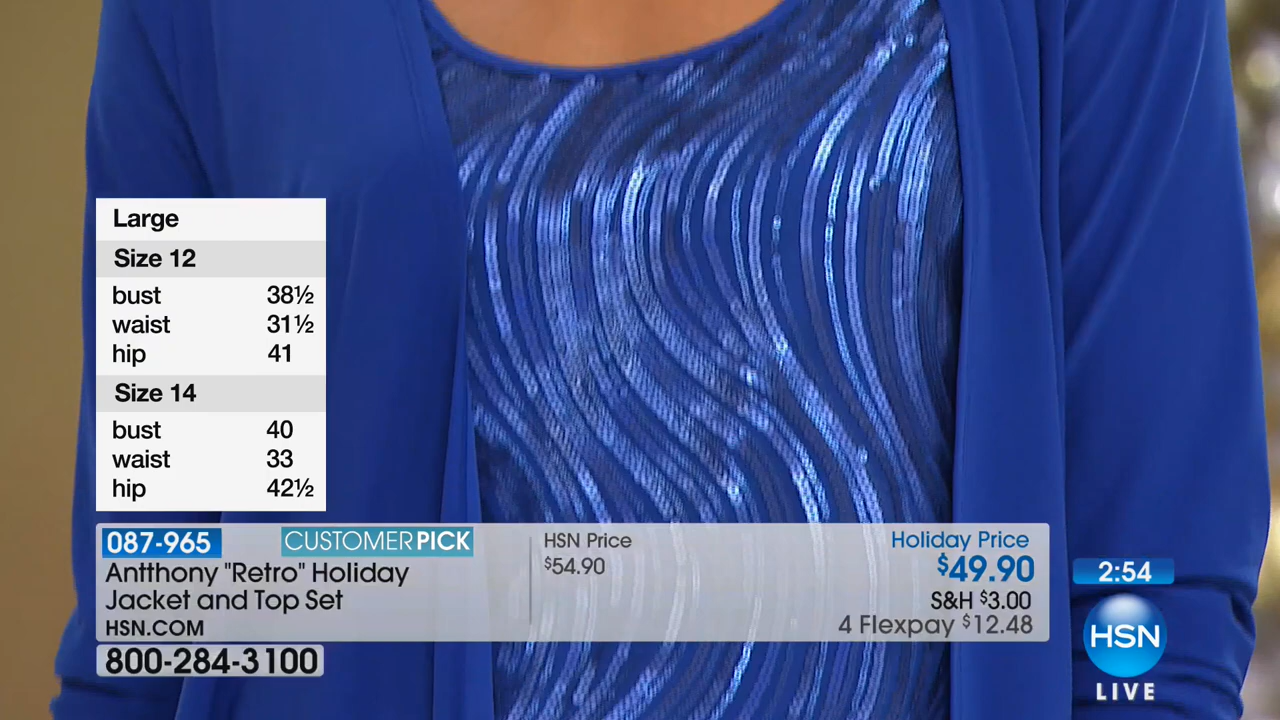 Large
Size 12
bust 38½
waist 31½
hip 41
Size 14
bust 40
waist 33
hip 42½
087-965 CUSTOMERPICK
Antthony "Retro" Holiday
Jacket and Top Set
HSN.COM
800-284-3100
HSN Price
$54.90
Holiday Price
$49.90
S&H $3.00
4 Flexpay $12.48
2:54
HSN
LIVE